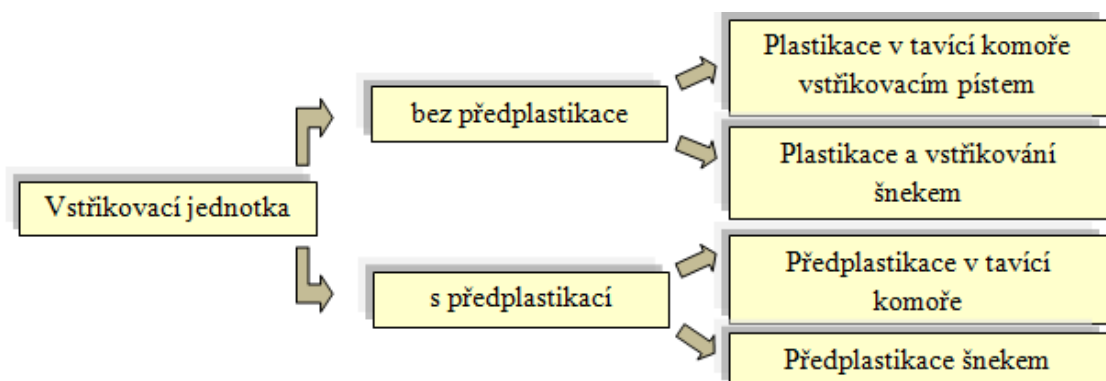 Vstřikovací jednotka
bez předplastikace
Plastikace v tavící komoře
vstřikovacím pístem
Plastikace a vstřikování
šnekem
s předplastikací
Předplastikace v tavící
komoře
Předplastikace šnekem